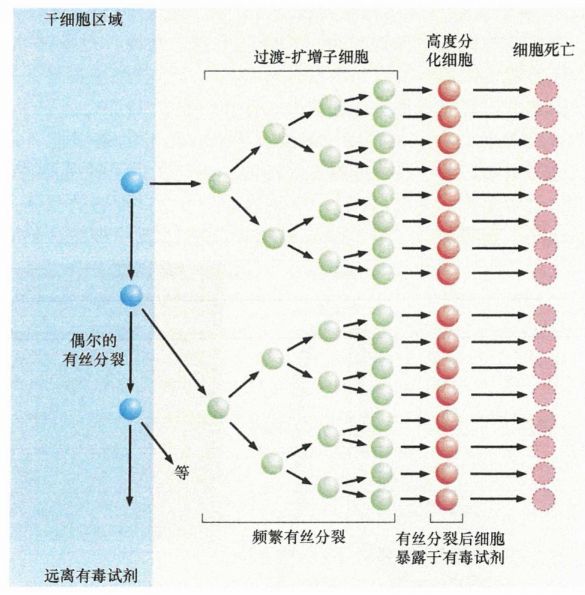 干细胞区域
过渡-扩增子细胞
高度分
化细胞
细胞死亡
偶尔的
有丝分裂
等
频繁有丝分裂
有丝分裂后细胞
暴露于有毒试剂
远离有毒试剂